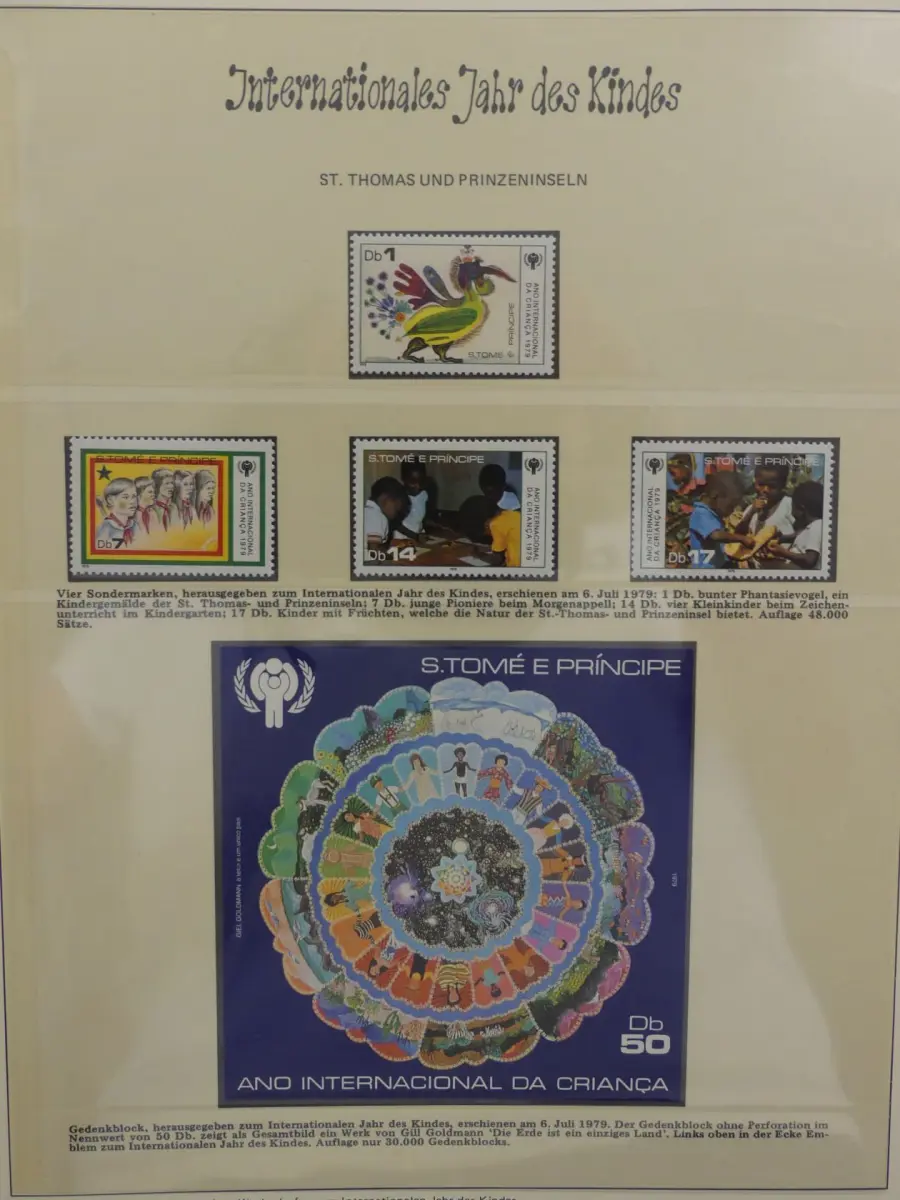 Internationales Jahr des Kindes
ST. THOMAS UND PRINZENINSELN
Db1
S.TOMÉ e PRÍNCIPE
ANO INTERNACIONAL
DA CRIANÇA 1979
S.TOMÉ E PRÍNCIPE
Db7
ANO INTERNACIONAL
DA CRIANÇA 1979
S.TOMÉ E PRÍNCIPE
Db14
ANO INTERNACIONAL
DA CRIANÇA 1979
S.TOMÉ E PRÍNCIPE
Db17
ANO INTERNACIONAL
DA CRIANÇA 1979
Vier Sondermarken, herausgegeben zum Internationalen Jahr des Kindes, erschienen am 6. Juli 1979: 1 Db. bunter Phantasievogel, ein
Kindergemälde der St. Thomas- und Prinzeninseln; 7 Db. junge Pioniere beim Morgenappell; 14 Db. vier Kleinkinder beim Zeichen-
unterricht im Kindergarten; 17 Db. Kinder mit Früchten, welche die Natur der St.-Thomas- und Prinzeninsel bietet. Auflage 48.000
Sätze.
S.TOMÉ E PRÍNCIPE
1979
Db
50
ANO INTERNACIONAL DA CRIANÇA
Gedenkblock, herausgegeben zum Internationalen Jahr des Kindes, erschienen am 6. Juli 1979. Der Gedenkblock ohne Perforation im
Nennwert von 50 Db. zeigt als Gesamtbild ein Werk von Gill Goldmann 'Die Erde ist ein einziges Land'. Links oben in der Ecke Em-
blem zum Internationalen Jahr des Kindes. Auflage nur 30.000 Gedenkblocks.